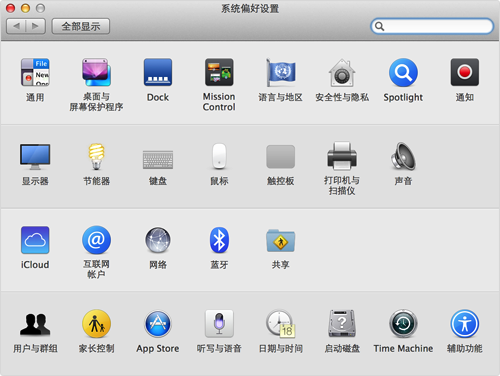 系统偏好设置
全部显示
File
New
通用
桌面与
屏幕保护程序
Dock
Mission
Control
语言与地区
安全性与隐私
Spotlight
通知
显示器
节能器
键盘
鼠标
触控板
打印机与
扫描仪
声音
iCloud
@
互联网
帐户
网络
蓝牙
共享
18
?
用户与群组
家长控制
App Store
听写与语音
日期与时间
启动磁盘
Time Machine
辅助功能